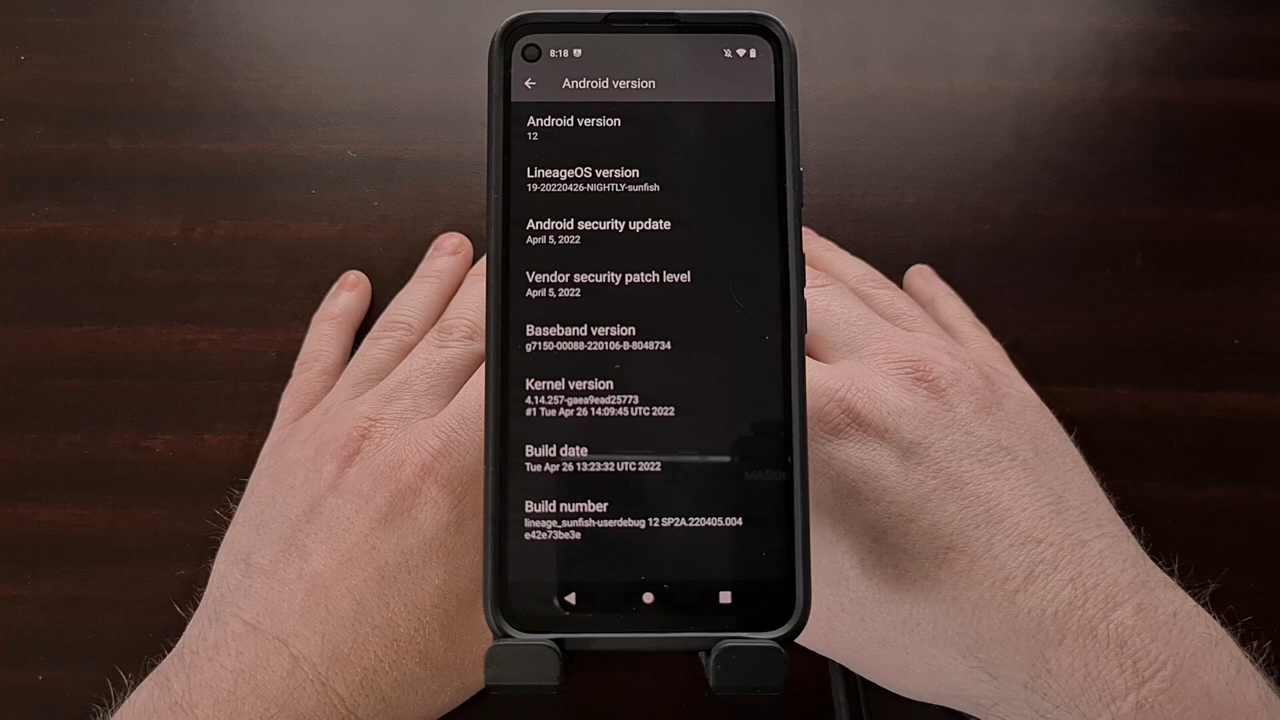 8:18
Android version
Android version
12
LineageOS version
19-20220426-NIGHTLY-sunfish
Android security update
April 5, 2022
Vendor security patch level
April 5, 2022
Baseband version
g7150-00088-220106-B-8048734
Kernel version
4.14.257-gaea9ead25773
#1 Tue Apr 26 14:09:45 UTC 2022
Build date
Tue Apr 26 13:23:32 UTC 2022
Build number
lineage_sunfish-userdebug 12 SP2A.220405.004
e42e73be3e